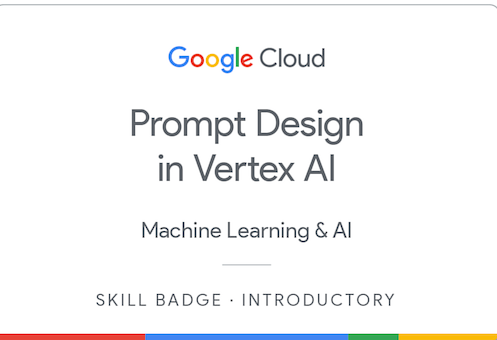 Google Cloud
Prompt Design
in Vertex AI
Machine Learning & AI
SKILL BADGE · INTRODUCTORY